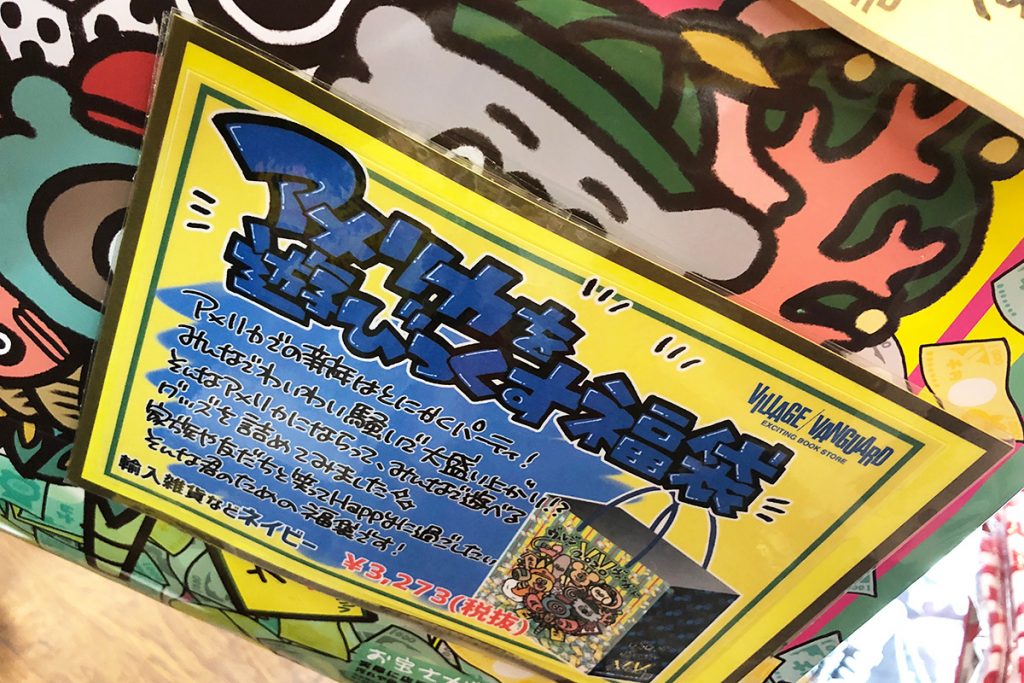 アメリカを
遊びつくす福袋
VILLAGE/VANGUARD
EXCITING BOOK STORE
アメリカでの新年はとにかくパーティ！
みんなでわいわい騒いで大盛り上がり!?
そんなアメリカにならって、みんなで遊べる
グッズを詰めてみました
家族や友だちと笑ってHappyに過ごしたい
そんな君のための福袋です！
輸入雑貨などネイビー
¥3,273(税抜)